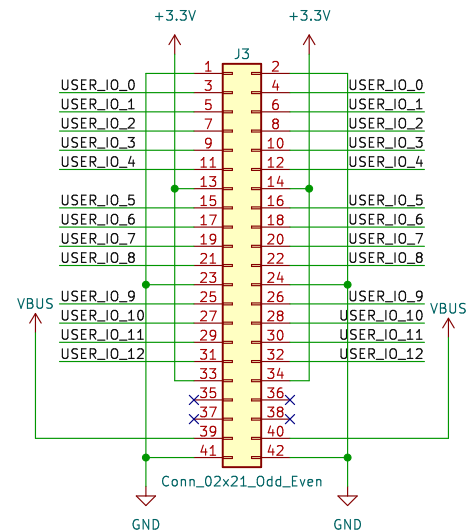 +3.3V +3.3V
J3
1 2
USER_IO_0 3 4 USER_IO_0
USER_IO_1 5 6 USER_IO_1
USER_IO_2 7 8 USER_IO_2
USER_IO_3 9 10 USER_IO_3
USER_IO_4 11 12 USER_IO_4
13 14
USER_IO_5 15 16 USER_IO_5
USER_IO_6 17 18 USER_IO_6
USER_IO_7 19 20 USER_IO_7
USER_IO_8 21 22 USER_IO_8
23 24
USER_IO_9 25 26 USER_IO_9
VBUS VBUS
USER_IO_10 27 28 USER_IO_10
USER_IO_11 29 30 USER_IO_11
USER_IO_12 31 32 USER_IO_12
33 34
35 36
37 38
39 40
41 42
Conn_02x21_Odd_Even
GND GND